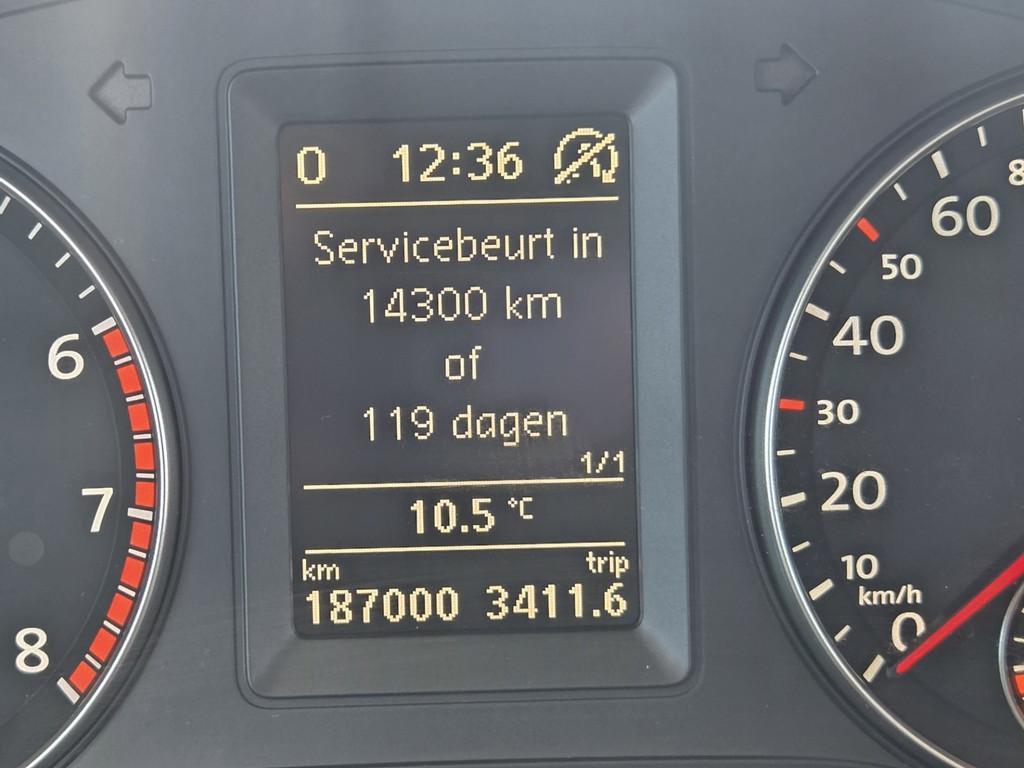 O 12:36
Servicebeurt in
14300 km
of
119 dagen
1/1
10.5 °C
km trip
187000 3411.6
6
7
8
60
50
40
30
20
10
km/h
0